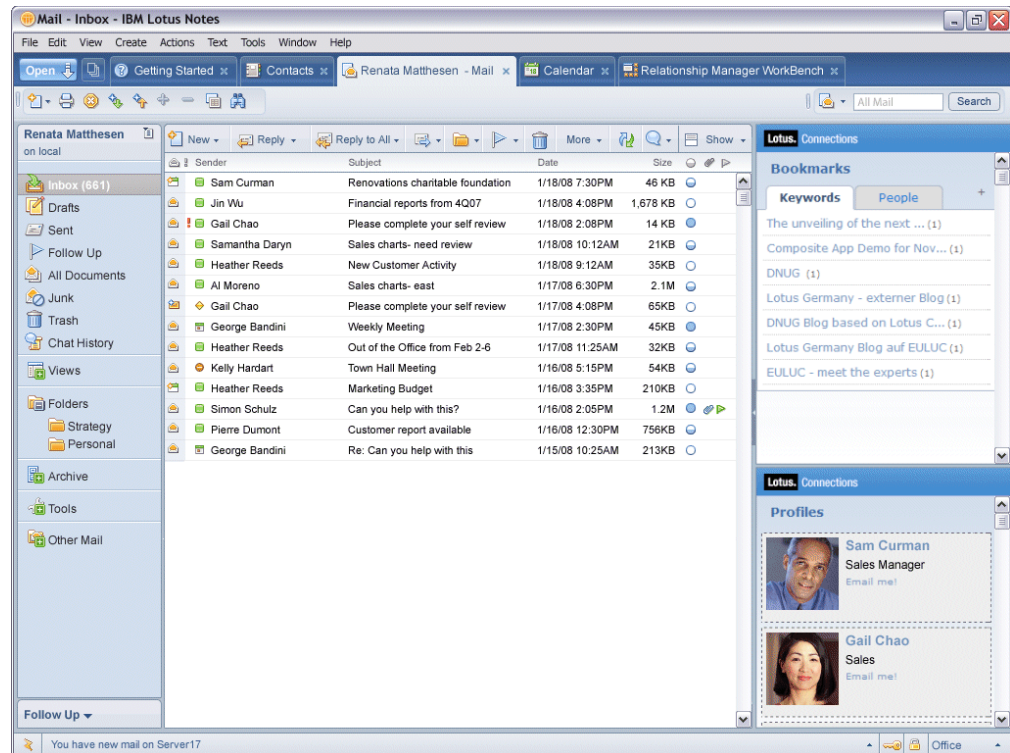 Mail - Inbox - IBM Lotus Notes
File Edit View Create Actions Text Tools Window Help
Open Getting Started x Contacts x Renata Matthesen - Mail x Calendar x Relationship Manager WorkBench x
All Mail Search
Renata Matthesen
on local
Inbox (661)
Drafts
Sent
Follow Up
All Documents
Junk
Trash
Chat History
Views
Folders
Strategy
Personal
Archive
Tools
Other Mail
Follow Up
New Reply Reply to All More Show
! Sender Subject Date Size
Sam Curman Renovations charitable foundation 1/18/08 7:30PM 46 KB
Jin Wu Financial reports from 4Q07 1/18/08 4:08PM 1,678 KB
! Gail Chao Please complete your self review 1/18/08 2:08PM 14 KB
Samantha Daryn Sales charts- need review 1/18/08 10:12AM 21KB
Heather Reeds New Customer Activity 1/18/08 9:12AM 35KB
Al Moreno Sales charts- east 1/17/08 6:30PM 2.1M
Gail Chao Please complete your self review 1/17/08 4:08PM 65KB
George Bandini Weekly Meeting 1/17/08 2:30PM 45KB
Heather Reeds Out of the Office from Feb 2-6 1/17/08 11:25AM 32KB
Kelly Hardart Town Hall Meeting 1/16/08 5:15PM 54KB
Heather Reeds Marketing Budget 1/16/08 3:35PM 210KB
Simon Schulz Can you help with this? 1/16/08 2:05PM 1.2M
Pierre Dumont Customer report available 1/16/08 12:30PM 756KB
George Bandini Re: Can you help with this 1/15/08 10:25AM 213KB
Lotus. Connections
Bookmarks
Keywords People +
The unveiling of the next ... (1)
Composite App Demo for Nov... (1)
DNUG (1)
Lotus Germany - externer Blog (1)
DNUG Blog based on Lotus C... (1)
Lotus Germany Blog auf EULUC (1)
EULUC - meet the experts (1)
Lotus. Connections
Profiles
Sam Curman
Sales Manager
Email me!
Gail Chao
Sales
Email me!
You have new mail on Server17 Office